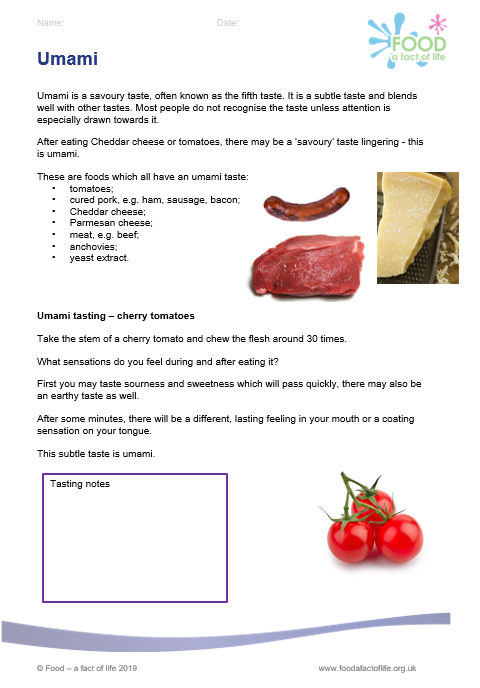 Name:
Date:
FOOD
a fact of life
Umami
Umami is a savoury taste, often known as the fifth taste. It is a subtle taste and blends
well with other tastes. Most people do not recognise the taste unless attention is
especially drawn towards it.
After eating Cheddar cheese or tomatoes, there may be a 'savoury' taste lingering - this
is umami.
These are foods which all have an umami taste:
• tomatoes;
• cured pork, e.g. ham, sausage, bacon;
• Cheddar cheese;
• Parmesan cheese;
• meat, e.g. beef;
• anchovies;
• yeast extract.
Umami tasting – cherry tomatoes
Take the stem of a cherry tomato and chew the flesh around 30 times.
What sensations do you feel during and after eating it?
First you may taste sourness and sweetness which will pass quickly, there may also be
an earthy taste as well.
After some minutes, there will be a different, lasting feeling in your mouth or a coating
sensation on your tongue.
This subtle taste is umami.
Tasting notes
© Food – a fact of life 2019
www.foodafactoflife.org.uk